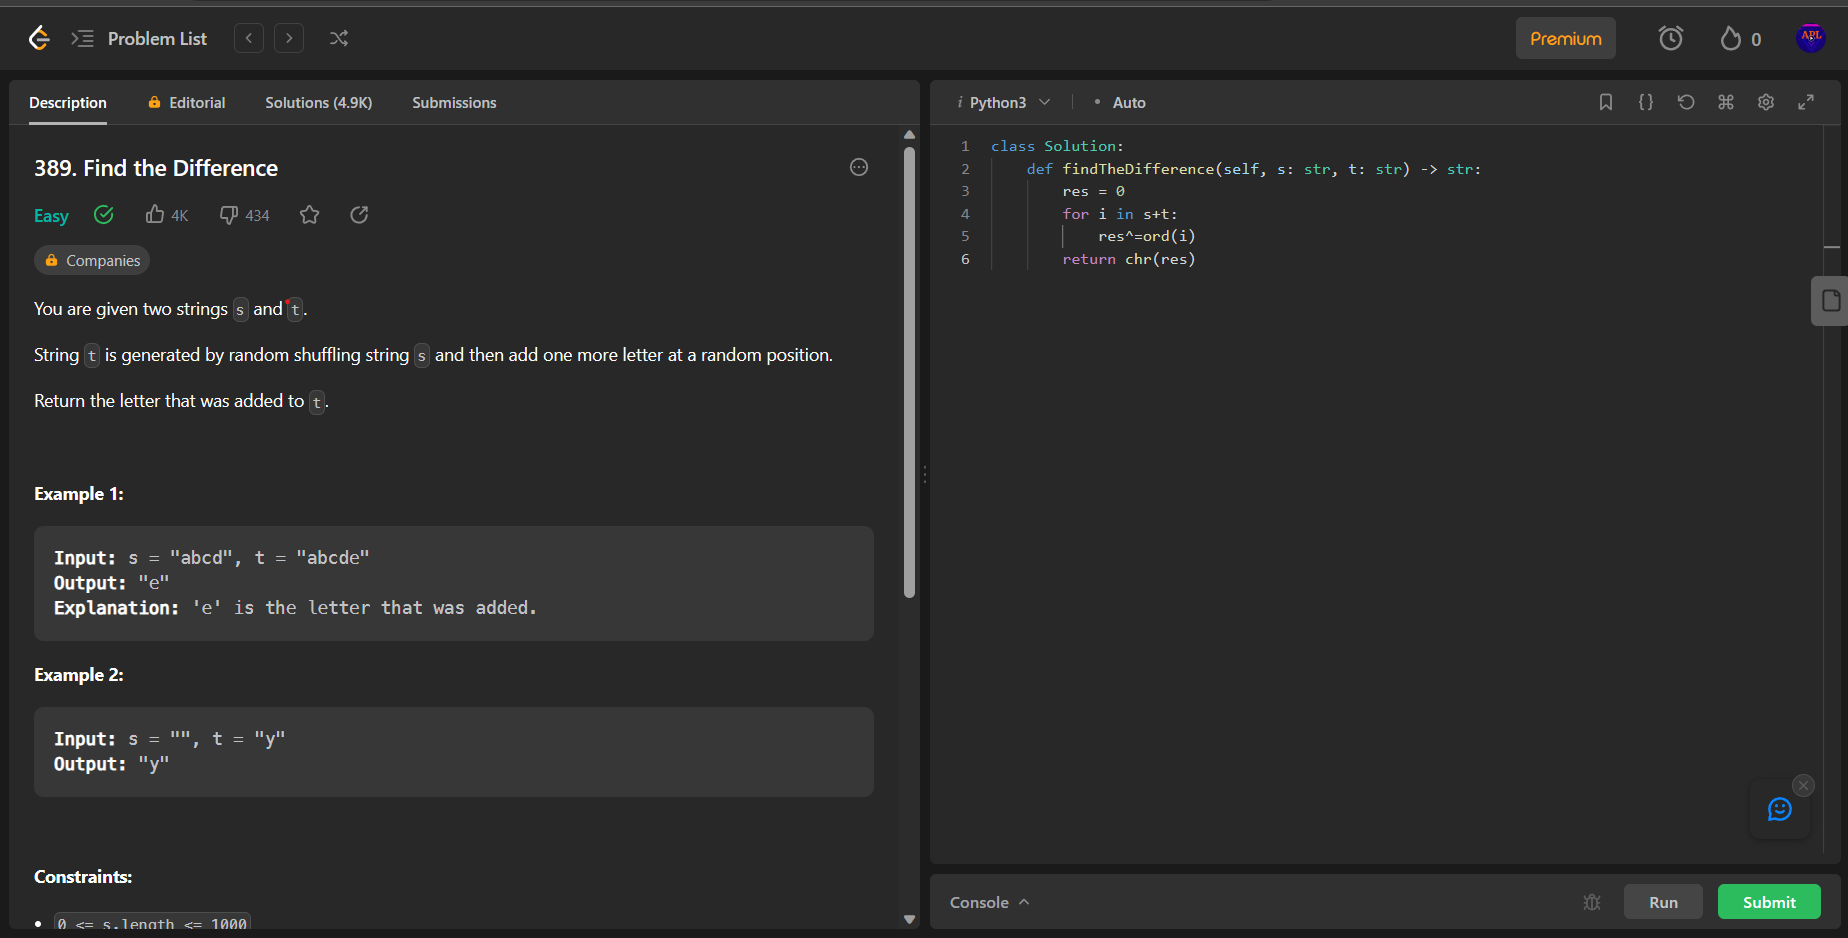 Problem List
Premium
0
ABL
Description Editorial Solutions (4.9K) Submissions
389. Find the Difference
Easy 4K 434
Companies
You are given two strings s and t.
String t is generated by random shuffling string s and then add one more letter at a random position.
Return the letter that was added to t.
Example 1:
Input: s = "abcd", t = "abcde"
Output: "e"
Explanation: 'e' is the letter that was added.
Example 2:
Input: s = "", t = "y"
Output: "y"
Constraints:
• 0 <= s.length <= 1000
i Python3 • Auto
1 class Solution:
2     def findTheDifference(self, s: str, t: str) -> str:
3         res = 0
4         for i in s+t:
5             res^=ord(i)
6         return chr(res)
Console
Run
Submit